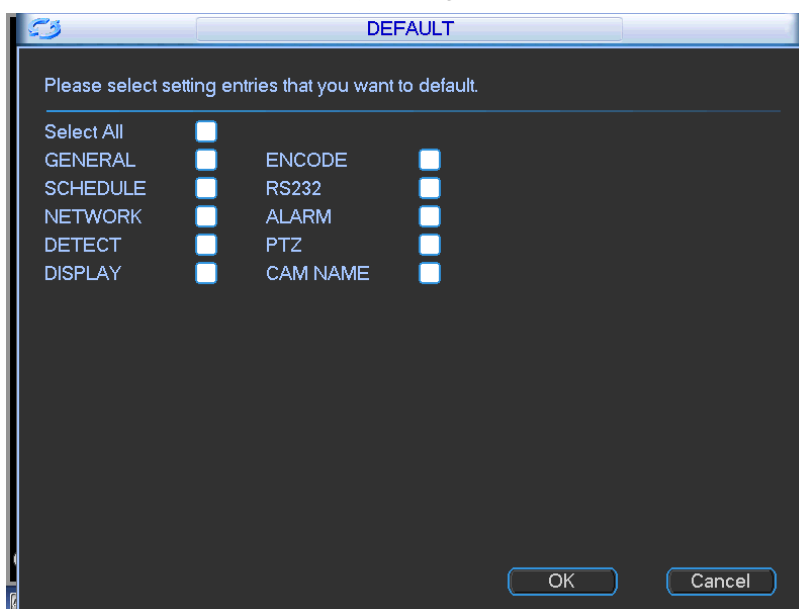 DEFAULT
Please select setting entries that you want to default.
Select All
GENERAL ENCODE
SCHEDULE RS232
NETWORK ALARM
DETECT PTZ
DISPLAY CAM NAME
OK Cancel